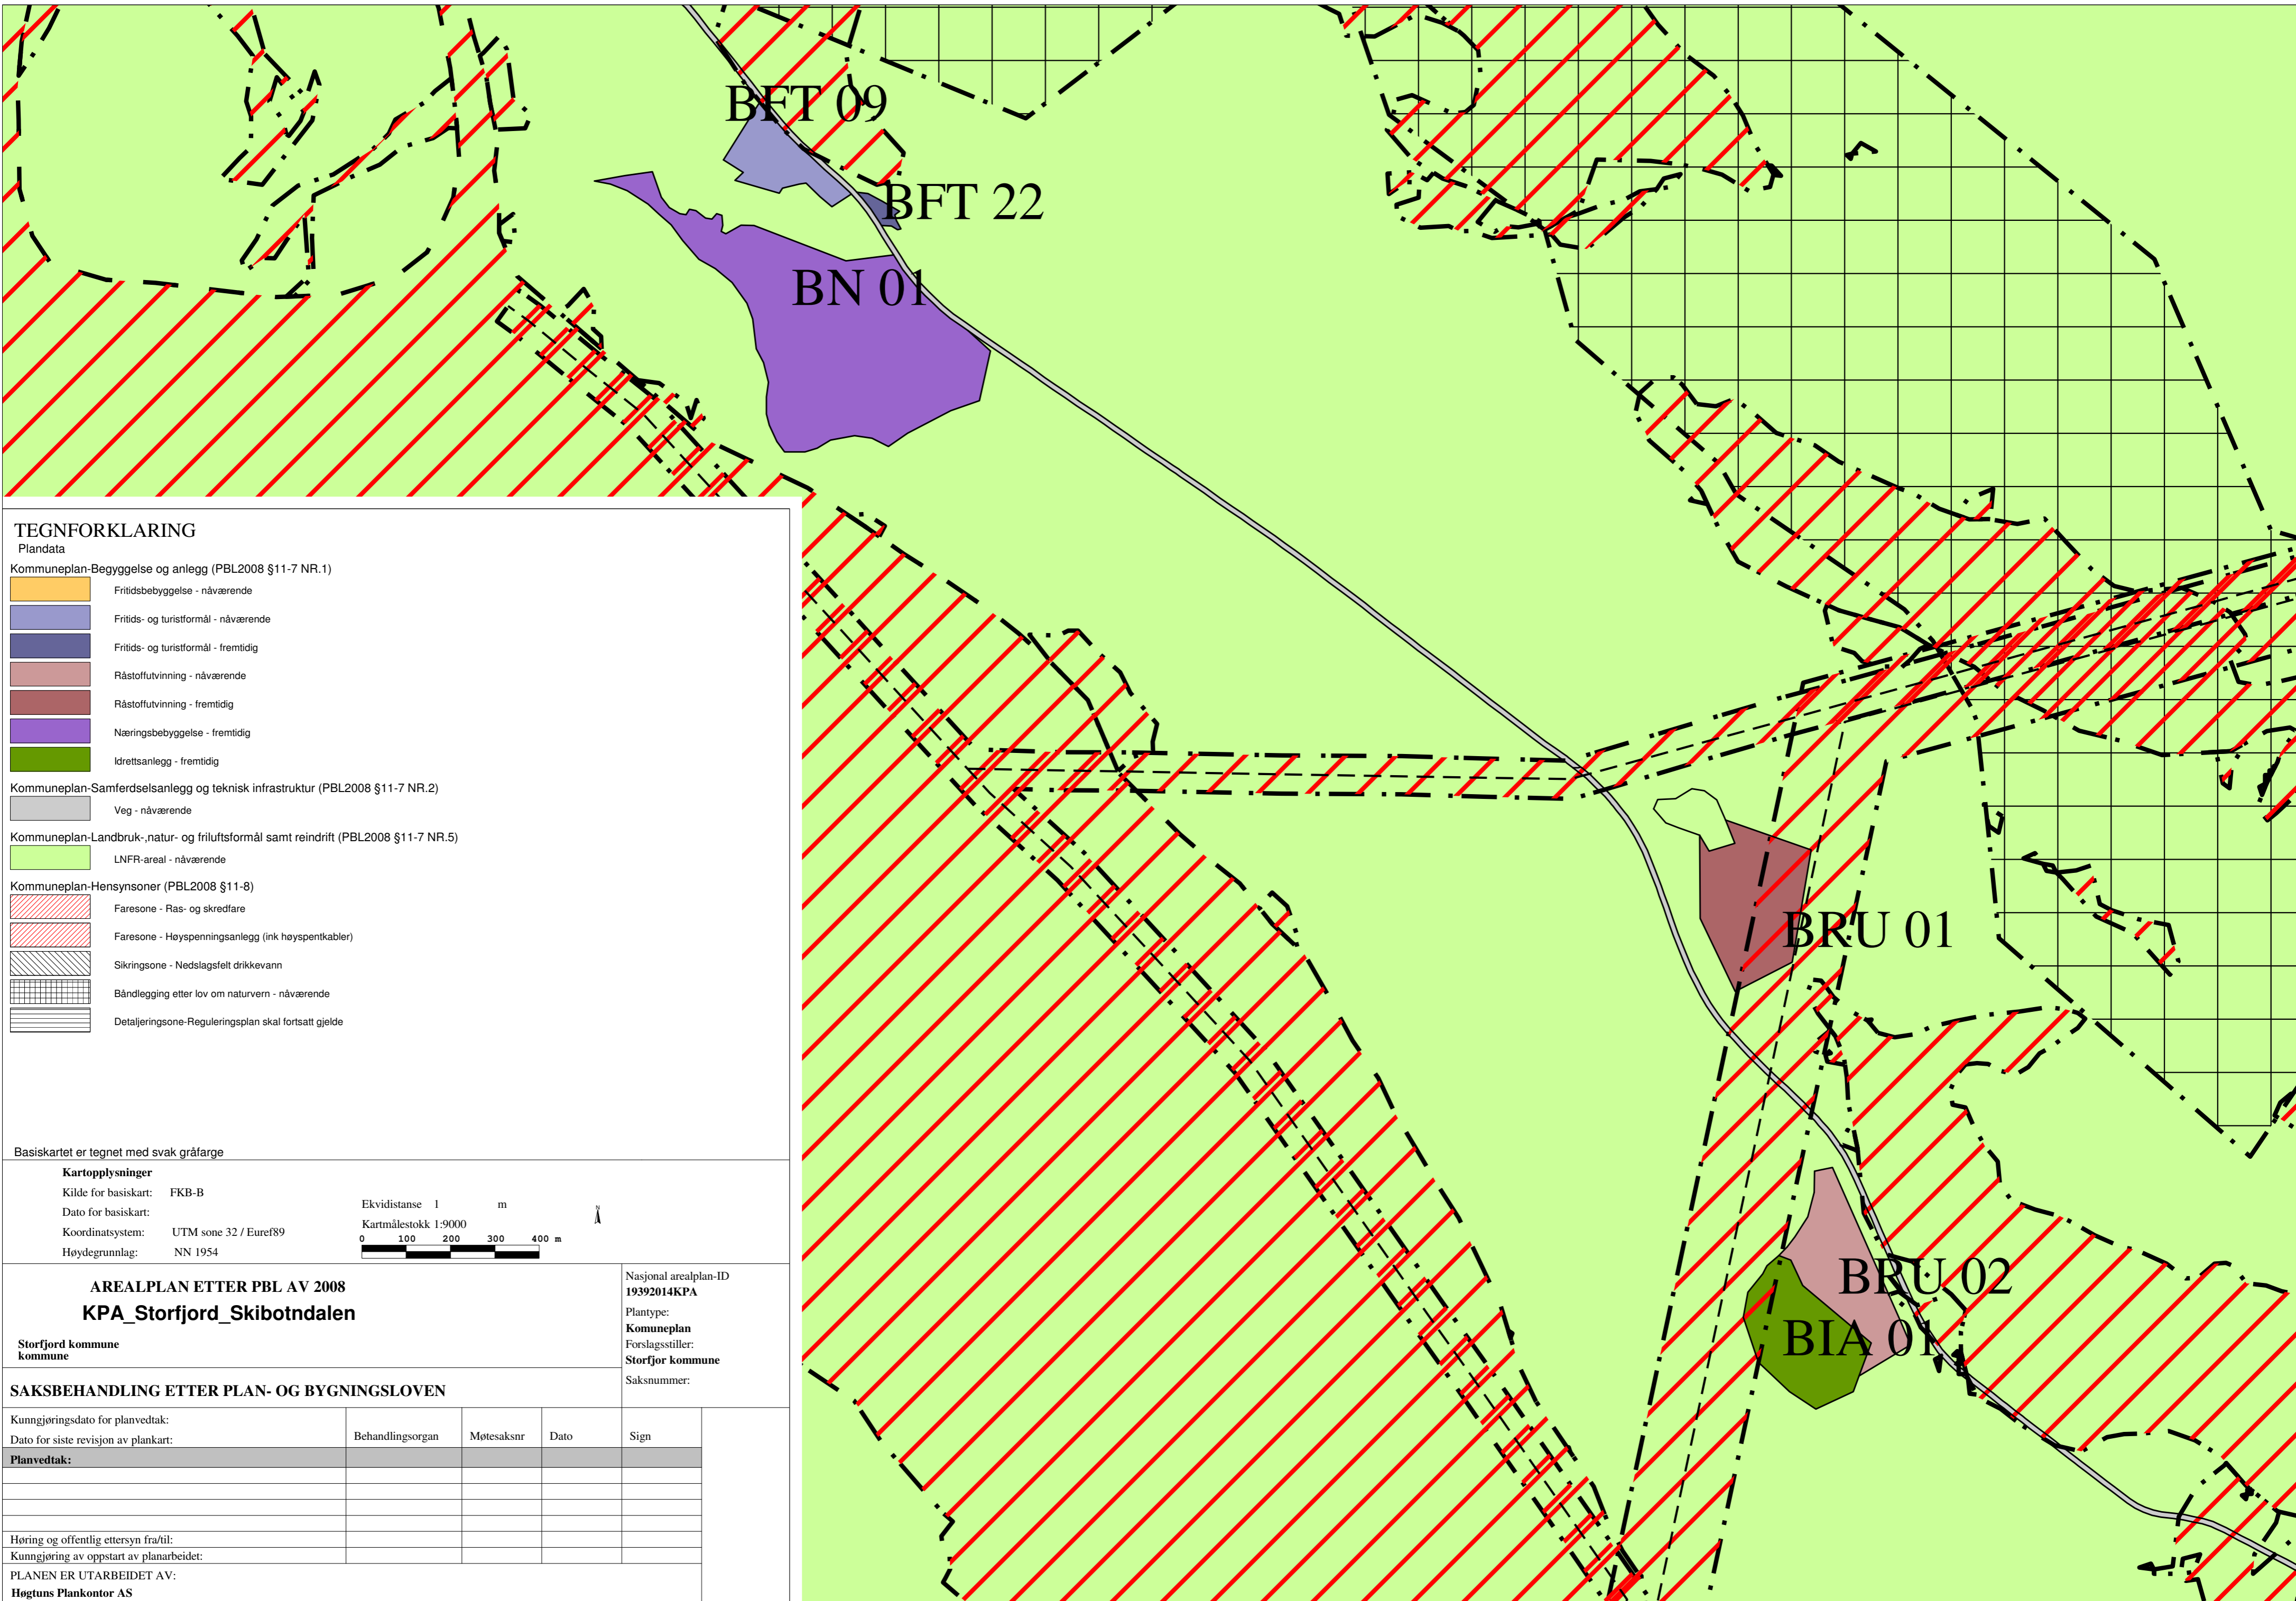 BFT 09
BFT 22
BN 01
BRU 01
BRU 02
BIA 01
TEGNFORKLARING
Plandata
Kommuneplan-Begyggelse og anlegg (PBL2008 §11-7 NR.1)
Fritidsbebyggelse - nåværende
Fritids- og turistformål - nåværende
Fritids- og turistformål - fremtidig
Råstoffutvinning - nåværende
Råstoffutvinning - fremtidig
Næringsbebyggelse - fremtidig
Idrettsanlegg - fremtidig
Kommuneplan-Samferdselsanlegg og teknisk infrastruktur (PBL2008 §11-7 NR.2)
Veg - nåværende
Kommuneplan-Landbruk-,natur- og friluftsformål samt reindrift (PBL2008 §11-7 NR.5)
LNFR-areal - nåværende
Kommuneplan-Hensynsoner (PBL2008 §11-8)
Faresone - Ras- og skredfare
Faresone - Høyspenningsanlegg (ink høyspentkabler)
Sikringsone - Nedslagsfelt drikkevann
Båndlegging etter lov om naturvern - nåværende
Detaljeringsone-Reguleringsplan skal fortsatt gjelde
Basiskartet er tegnet med svak gråfarge
Kartopplysninger
Kilde for basiskart: FKB-B
Dato for basiskart:
Koordinatsystem: UTM sone 32 / Euref89
Høydegrunnlag: NN 1954
Ekvidistanse 1 m
Kartmålestokk 1:9000
0 100 200 300 400 m
N
AREALPLAN ETTER PBL AV 2008
KPA_Storfjord_Skibotndalen
Storfjord kommune
kommune
Nasjonal arealplan-ID
19392014KPA
Plantype:
Komuneplan
Forslagsstiller:
Storfjor kommune
Saksnummer:
SAKSBEHANDLING ETTER PLAN- OG BYGNINGSLOVEN
Kunngjøringsdato for planvedtak:
Dato for siste revisjon av plankart:
Behandlingsorgan Møtesaksnr Dato Sign
Planvedtak:
Høring og offentlig ettersyn fra/til:
Kunngjøring av oppstart av planarbeidet:
PLANEN ER UTARBEIDET AV:
Høgtuns Plankontor AS